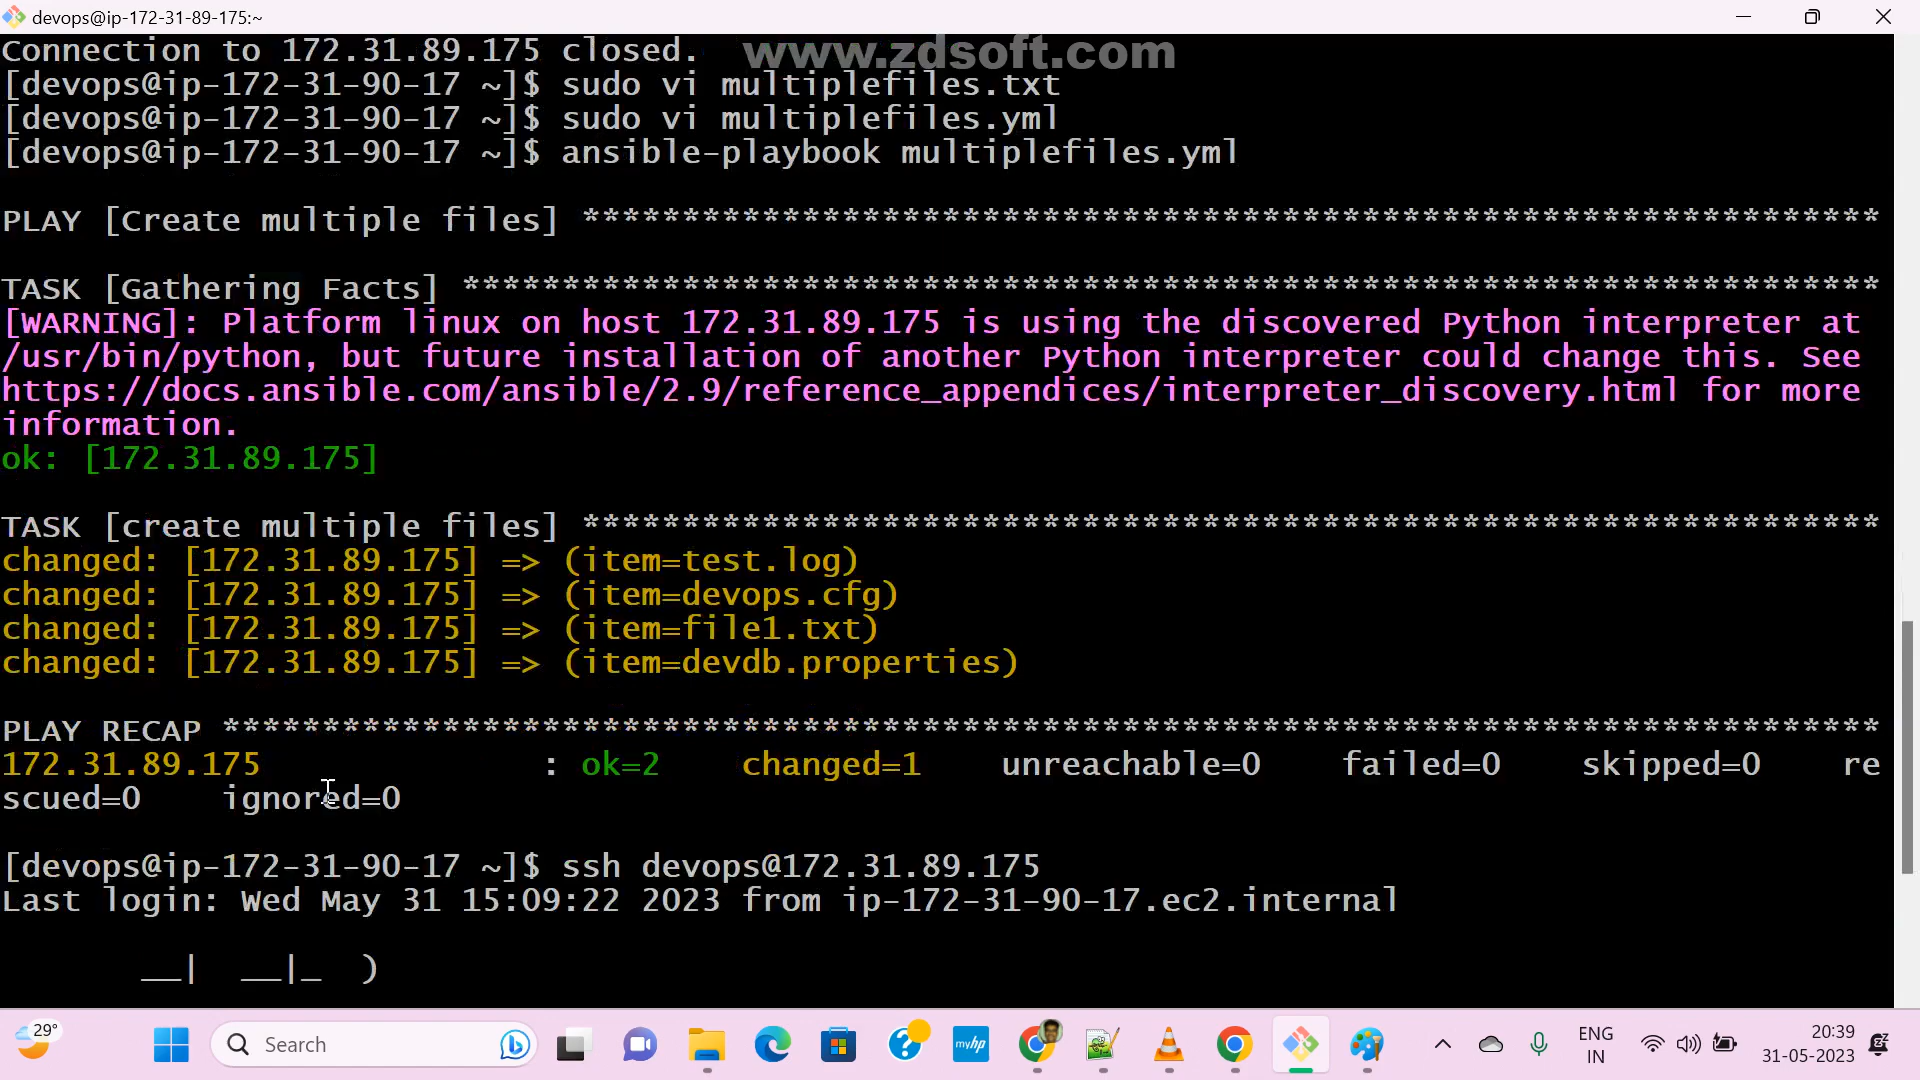 devops@ip-172-31-89-175:~
Connection to 172.31.89.175 closed.
www.zdsoft.com
[devops@ip-172-31-90-17 ~]$ sudo vi multiplefiles.txt
[devops@ip-172-31-90-17 ~]$ sudo vi multiplefiles.yml
[devops@ip-172-31-90-17 ~]$ ansible-playbook multiplefiles.yml
PLAY [Create multiple files] *****************************************************************
TASK [Gathering Facts] ***********************************************************************
[WARNING]: Platform linux on host 172.31.89.175 is using the discovered Python interpreter at
/usr/bin/python, but future installation of another Python interpreter could change this. See
https://docs.ansible.com/ansible/2.9/reference_appendices/interpreter_discovery.html for more
information.
ok: [172.31.89.175]
TASK [create multiple files] *****************************************************************
changed: [172.31.89.175] => (item=test.log)
changed: [172.31.89.175] => (item=devops.cfg)
changed: [172.31.89.175] => (item=file1.txt)
changed: [172.31.89.175] => (item=devdb.properties)
PLAY RECAP ***********************************************************************************
172.31.89.175 : ok=2 changed=1 unreachable=0 failed=0 skipped=0 re
scued=0 ignored=0
[devops@ip-172-31-90-17 ~]$ ssh devops@172.31.89.175
Last login: Wed May 31 15:09:22 2023 from ip-172-31-90-17.ec2.internal
__| __|_ )
29°
Search
myhp
ENG
IN
20:39
31-05-2023